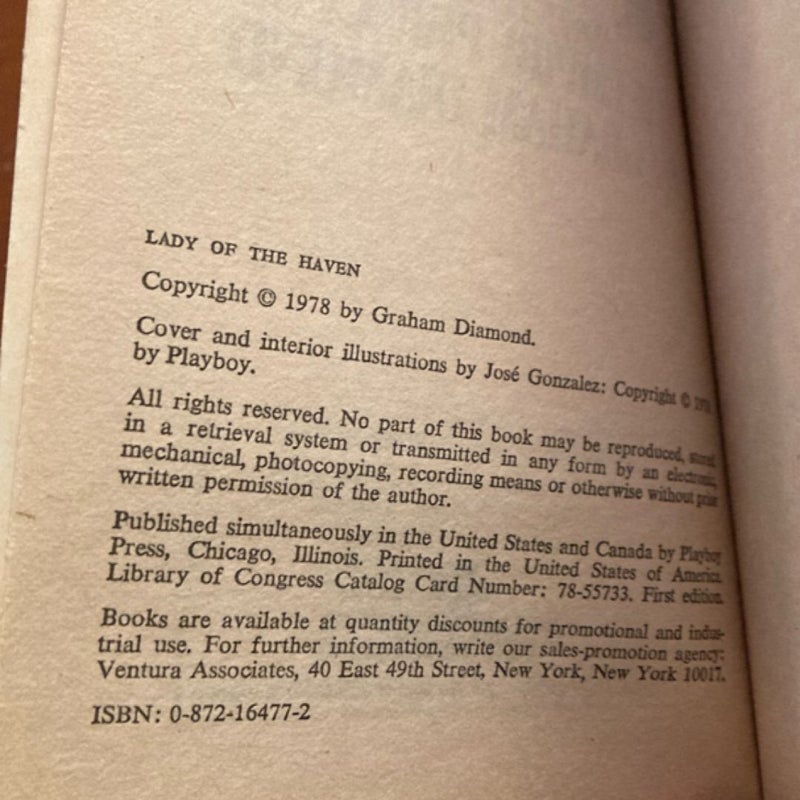 LADY OF THE HAVEN
Copyright © 1978 by Graham Diamond.
Cover and interior illustrations by José Gonzalez: Copyright © 1978
by Playboy.
All rights reserved. No part of this book may be reproduced, stored
in a retrieval system or transmitted in any form by an electronic,
mechanical, photocopying, recording means or otherwise without prior
written permission of the author.
Published simultaneously in the United States and Canada by Playboy
Press, Chicago, Illinois. Printed in the United States of America.
Library of Congress Catalog Card Number: 78-55733. First edition.
Books are available at quantity discounts for promotional and indus-
trial use. For further information, write our sales-promotion agency:
Ventura Associates, 40 East 49th Street, New York, New York 10017.
ISBN: 0-872-16477-2